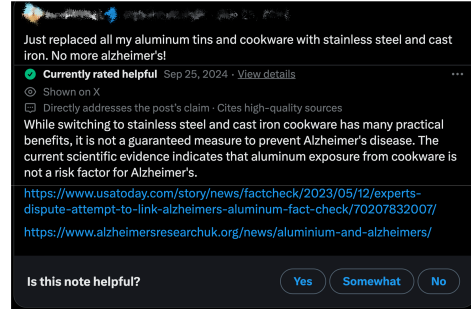 Just replaced all my aluminum tins and cookware with stainless steel and cast
iron. No more alzheimer's!
Currently rated helpful Sep 25, 2024 · View details
Shown on X
Directly addresses the post's claim · Cites high-quality sources
While switching to stainless steel and cast iron cookware has many practical
benefits, it is not a guaranteed measure to prevent Alzheimer's disease. The
current scientific evidence indicates that aluminum exposure from cookware is
not a risk factor for Alzheimer's.
https://www.usatoday.com/story/news/factcheck/2023/05/12/experts-
dispute-attempt-to-link-alzheimers-aluminum-fact-check/70207832007/
https://www.alzheimersresearchuk.org/news/aluminium-and-alzheimers/
Is this note helpful? Yes Somewhat No